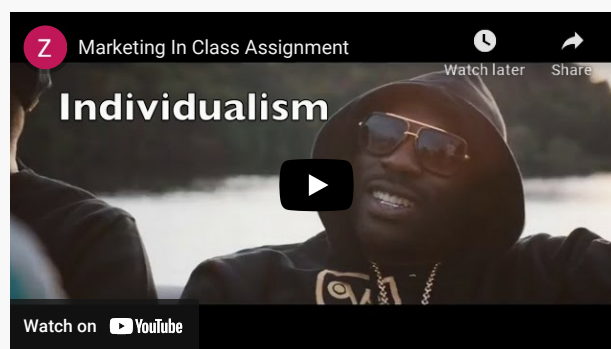 Z
Marketing In Class Assignment
Watch later
Share
Individualism
Watch on YouTube